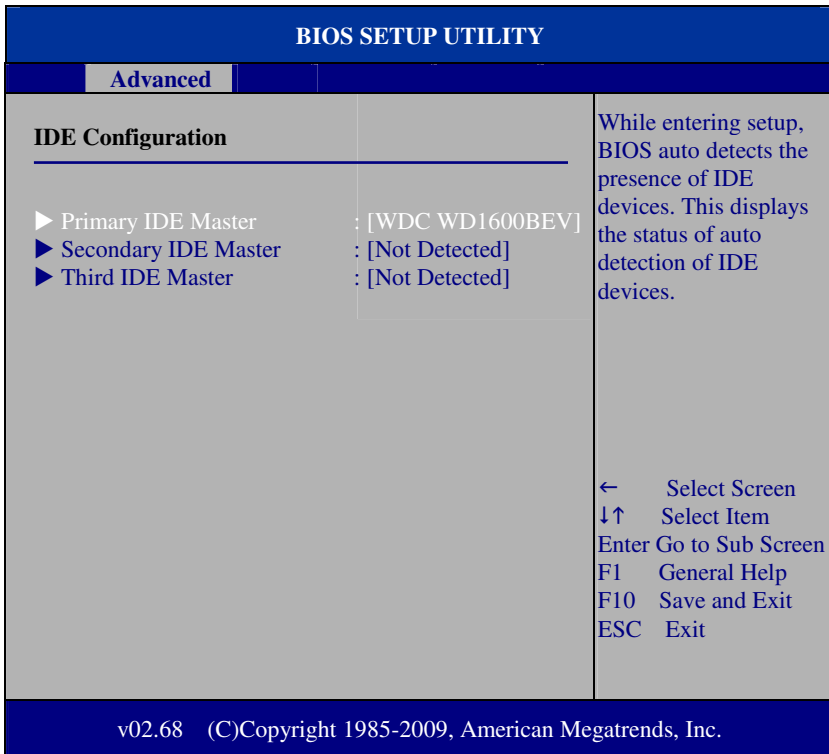 BIOS SETUP UTILITY
Advanced
IDE Configuration
▶ Primary IDE Master : [WDC WD1600BEV]
▶ Secondary IDE Master : [Not Detected]
▶ Third IDE Master : [Not Detected]
While entering setup,
BIOS auto detects the
presence of IDE
devices. This displays
the status of auto
detection of IDE
devices.
← Select Screen
↓↑ Select Item
Enter Go to Sub Screen
F1 General Help
F10 Save and Exit
ESC Exit
v02.68 (C)Copyright 1985-2009, American Megatrends, Inc.